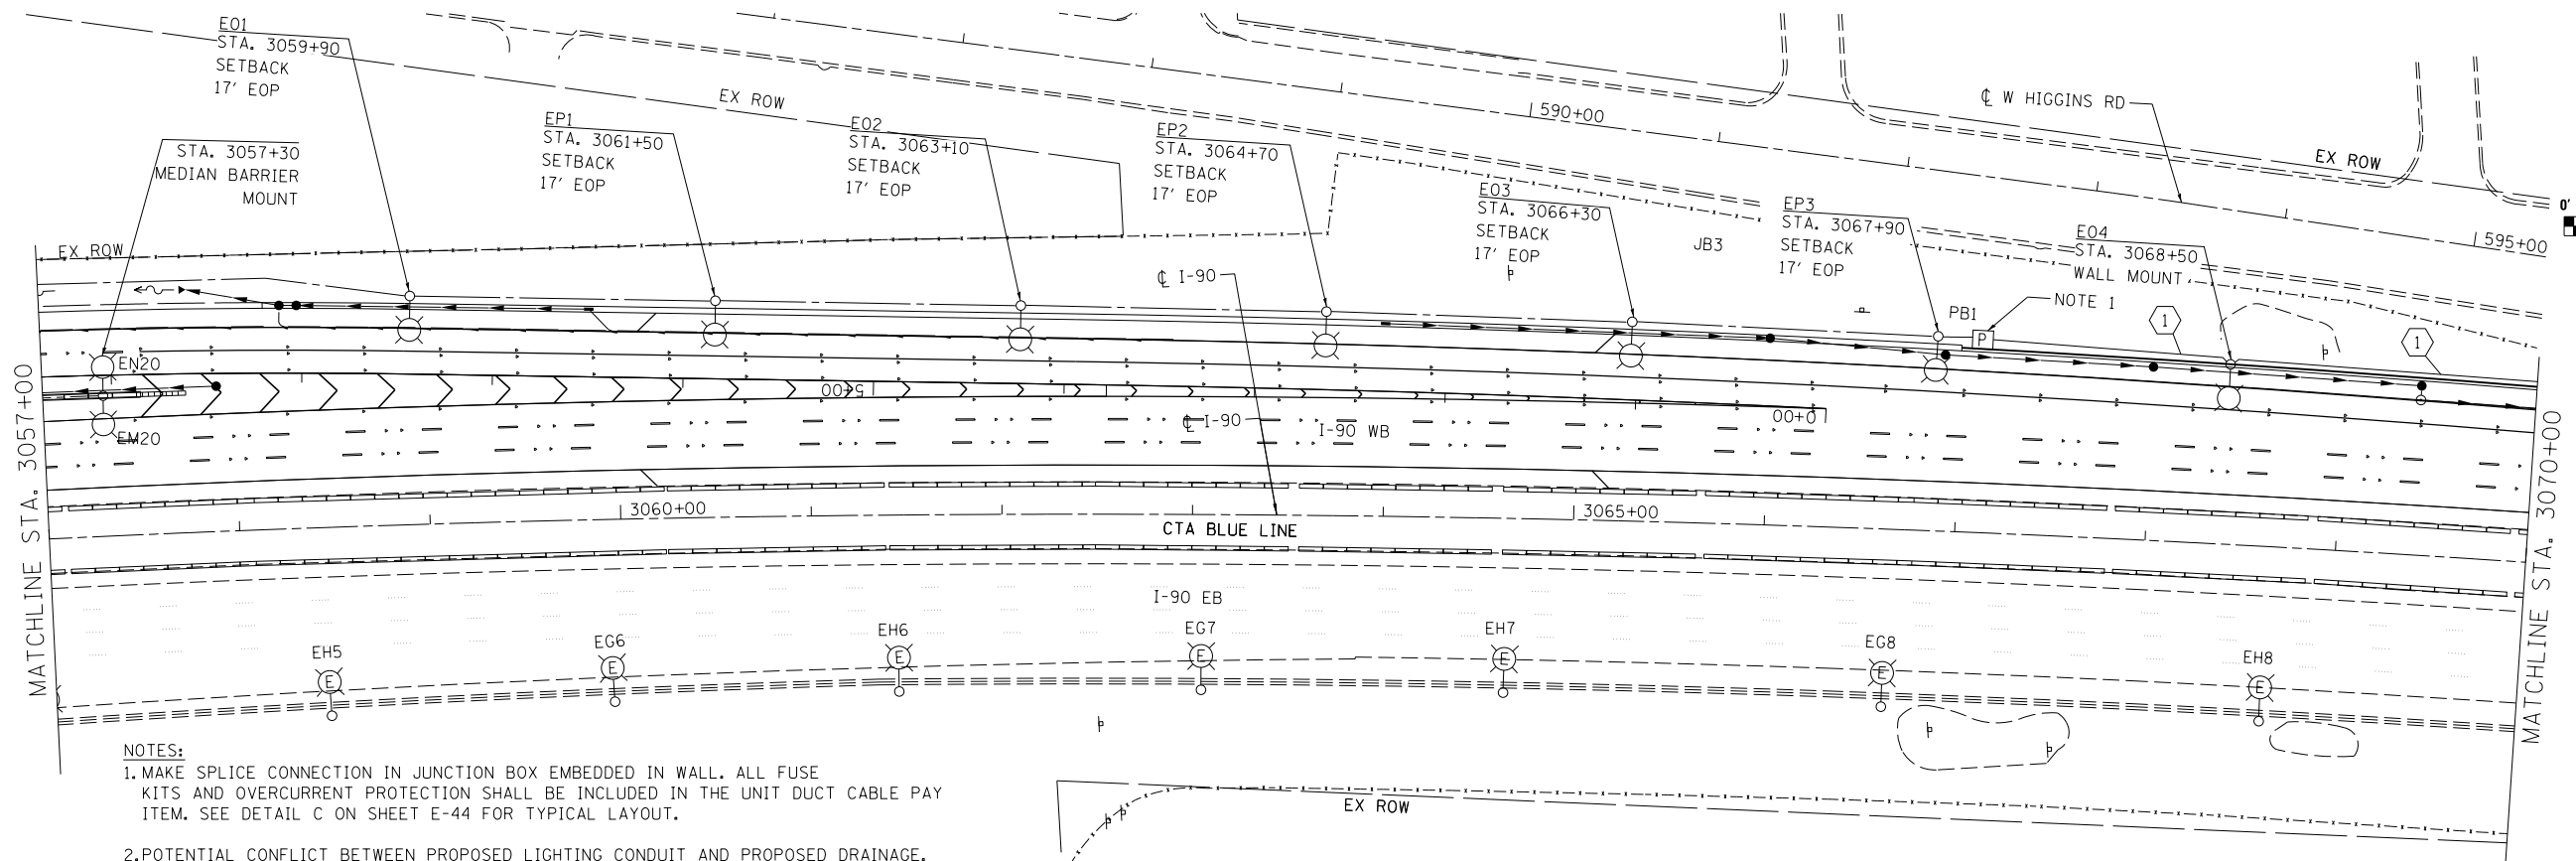 EO1
STA. 3059+90
SETBACK
17' EOP
STA. 3057+30
MEDIAN BARRIER
MOUNT
EP1
STA. 3061+50
SETBACK
17' EOP
EX ROW
EO2
STA. 3063+10
SETBACK
17' EOP
EP2
STA. 3064+70
SETBACK
17' EOP
590+00
℄ W HIGGINS RD
EX ROW
0'
595+00
EO3
STA. 3066+30
SETBACK
17' EOP
JB3
EP3
STA. 3067+90
SETBACK
17' EOP
EO4
STA. 3068+50
WALL MOUNT
NOTE 1
PB1
P
1
1
EX ROW
℄ I-90
EN20
EM20
5+00
0+00
℄ I-90
I-90 WB
MATCHLINE STA. 3057+00
MATCHLINE STA. 3070+00
3060+00
3065+00
CTA BLUE LINE
I-90 EB
EH5
E
EG6
E
EH6
E
EG7
E
EH7
E
EG8
E
EH8
E
NOTES:
1. MAKE SPLICE CONNECTION IN JUNCTION BOX EMBEDDED IN WALL. ALL FUSE
KITS AND OVERCURRENT PROTECTION SHALL BE INCLUDED IN THE UNIT DUCT CABLE PAY
ITEM. SEE DETAIL C ON SHEET E-44 FOR TYPICAL LAYOUT.
2. POTENTIAL CONFLICT BETWEEN PROPOSED LIGHTING CONDUIT AND PROPOSED DRAINAGE.
EX ROW